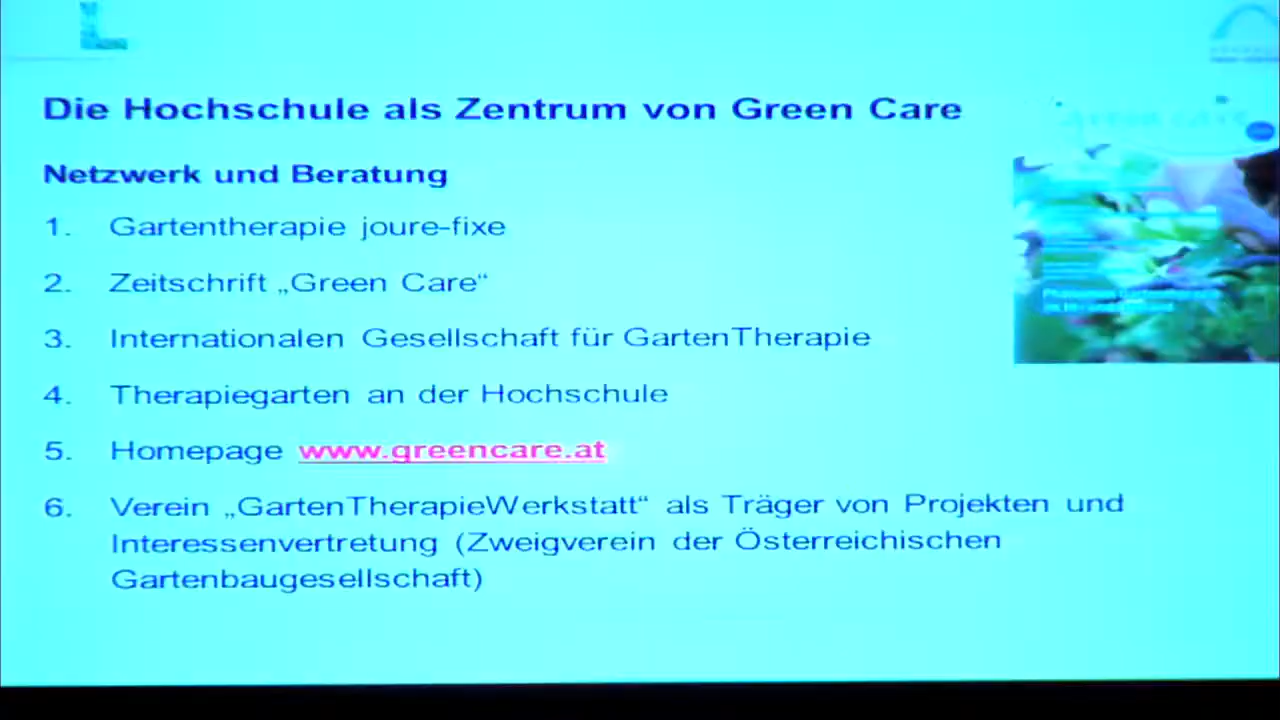 Die Hochschule als Zentrum von Green Care
Netzwerk und Beratung
1. Gartentherapie joure-fixe
2. Zeitschrift „Green Care“
3. Internationalen Gesellschaft für GartenTherapie
4. Therapiegarten an der Hochschule
5. Homepage www.greencare.at
6. Verein „GartenTherapieWerkstatt“ als Träger von Projekten und
Interessenvertretung (Zweigverein der Österreichischen
Gartenbaugesellschaft)
green care